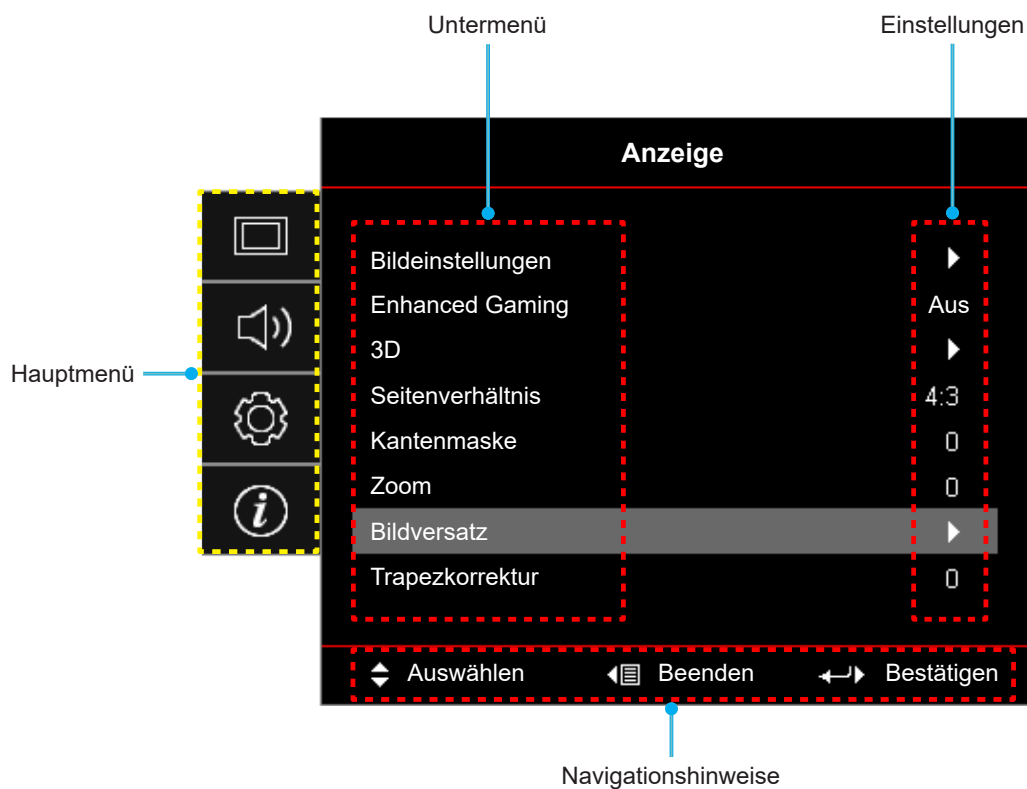 Untermenü
Einstellungen
Anzeige
Hauptmenü
Bildeinstellungen
Enhanced Gaming Aus
3D
Seitenverhältnis 4:3
Kantenmaske 0
Zoom 0
Bildversatz
Trapezkorrektur 0
Auswählen Beenden Bestätigen
Navigationshinweise